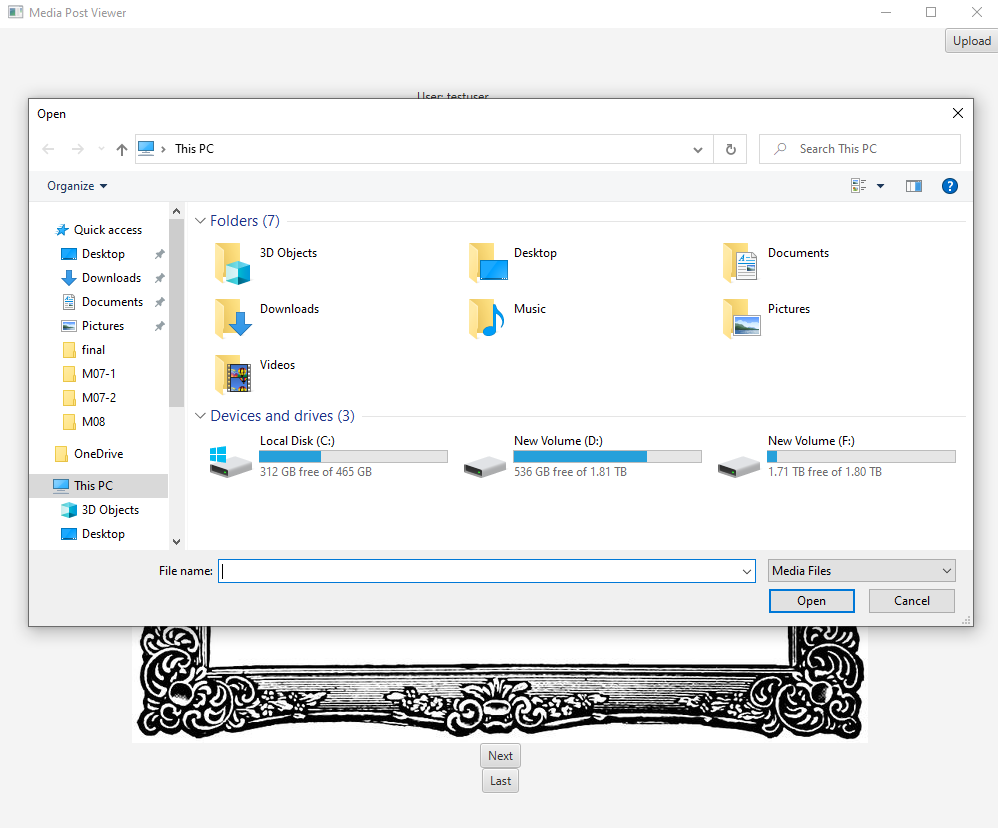 Media Post Viewer
Upload
User: testuser
Open
This PC
Search This PC
Organize
Quick access
Desktop
Downloads
Documents
Pictures
final
M07-1
M07-2
M08
OneDrive
This PC
3D Objects
Desktop
Folders (7)
3D Objects
Desktop
Documents
Downloads
Music
Pictures
Videos
Devices and drives (3)
Local Disk (C:)
312 GB free of 465 GB
New Volume (D:)
536 GB free of 1.81 TB
New Volume (F:)
1.71 TB free of 1.80 TB
File name:
Media Files
Open
Cancel
Next
Last